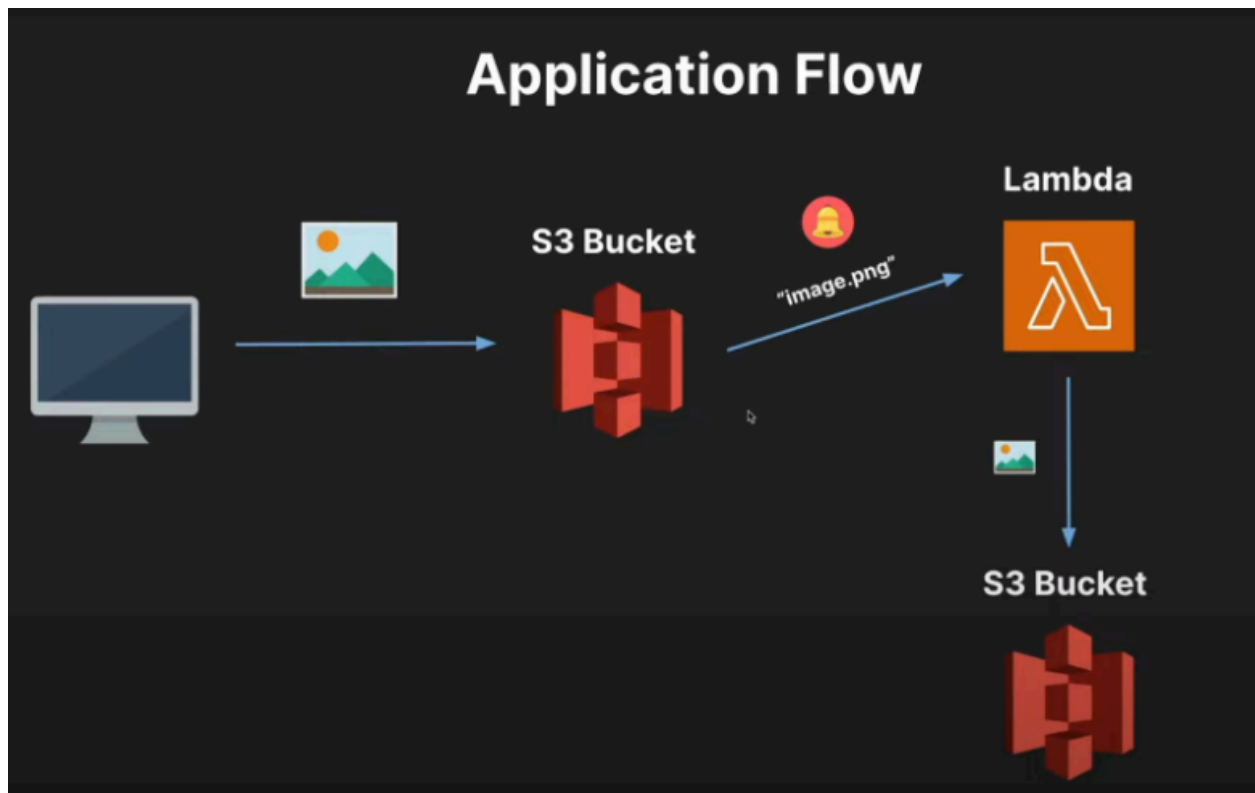 Application Flow
Lambda
S3 Bucket
"image.png"
S3 Bucket